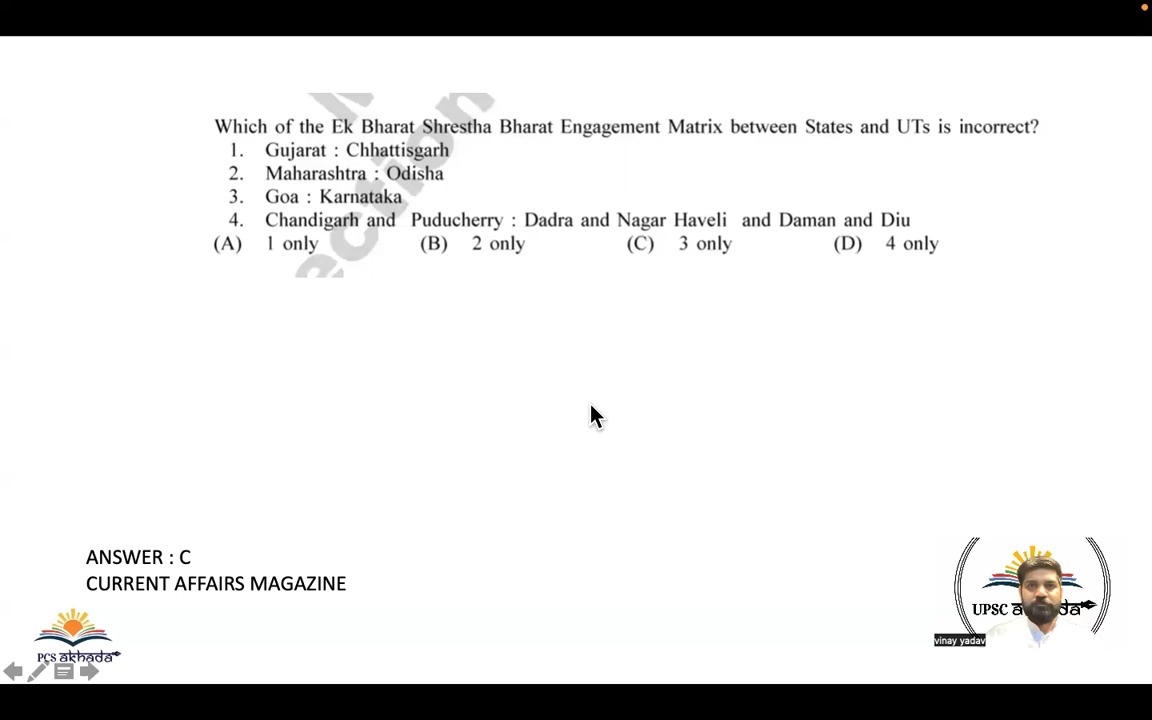 Which of the Ek Bharat Shrestha Bharat Engagement Matrix between States and UTs is incorrect?
1. Gujarat : Chhattisgarh
2. Maharashtra : Odisha
3. Goa : Karnataka
4. Chandigarh and Puducherry : Dadra and Nagar Haveli and Daman and Diu
(A) 1 only (B) 2 only (C) 3 only (D) 4 only
ection
ANSWER : C
CURRENT AFFAIRS MAGAZINE
PCS akhada
UPSC a da
vinay yadav